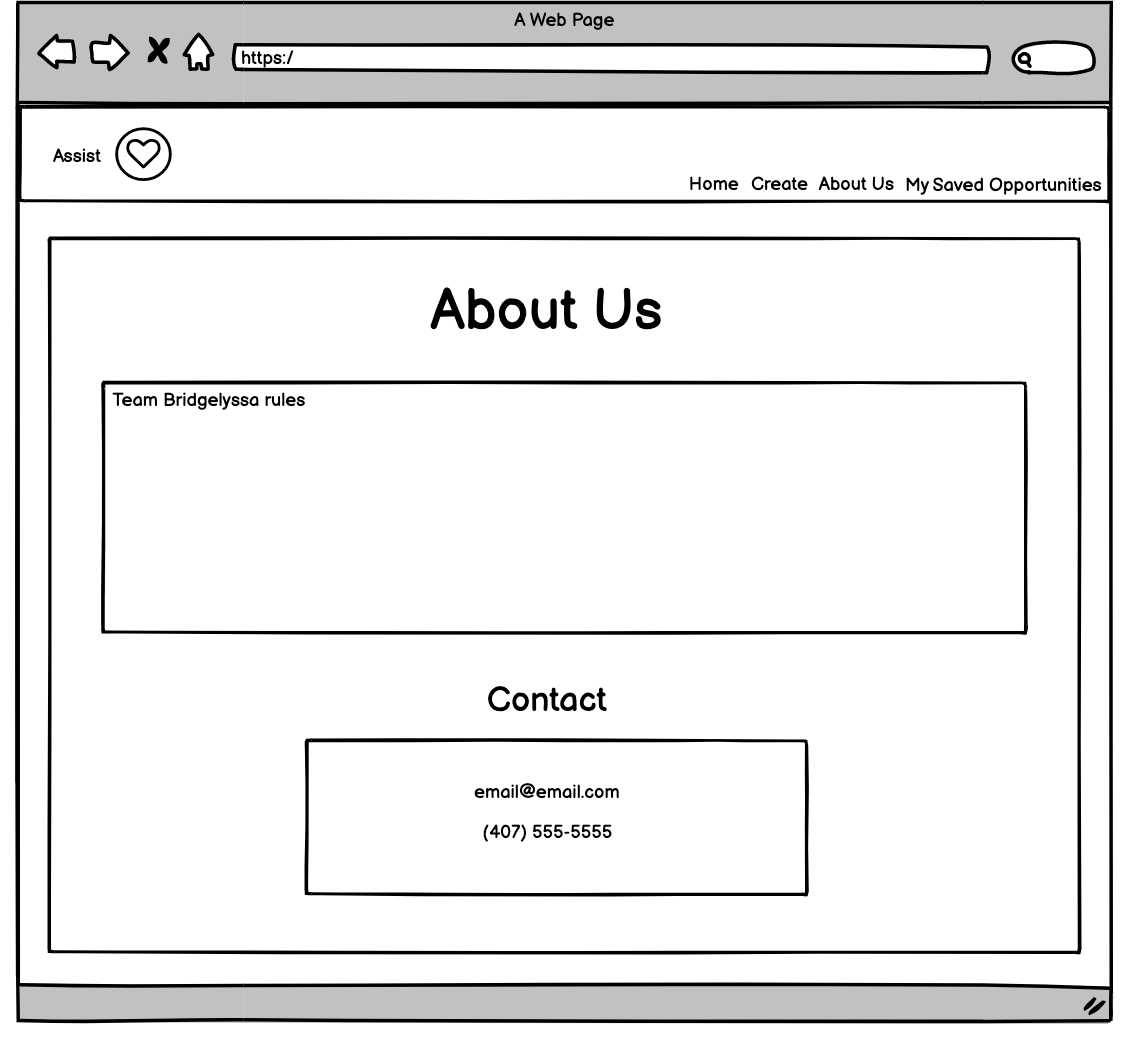 A Web Page
https:/
Assist
Home Create About Us My Saved Opportunities
About Us
Team Bridgelyssa rules
Contact
email@email.com
(407) 555-5555